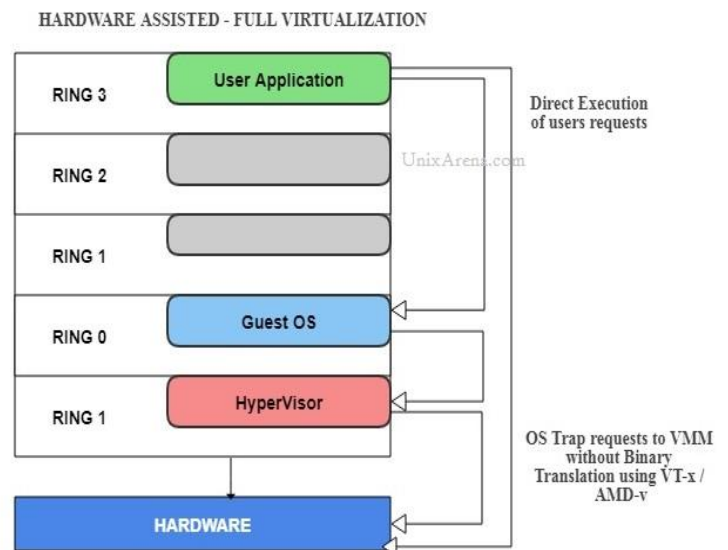 HARDWARE ASSISTED - FULL VIRTUALIZATION
RING 3
User Application
Direct Execution
of users requests
UnixArena.com
RING 2
RING 1
RING 0
Guest OS
RING 1
HyperVisor
OS Trap requests to VMM
without Binary
Translation using VT-x /
AMD-v
HARDWARE